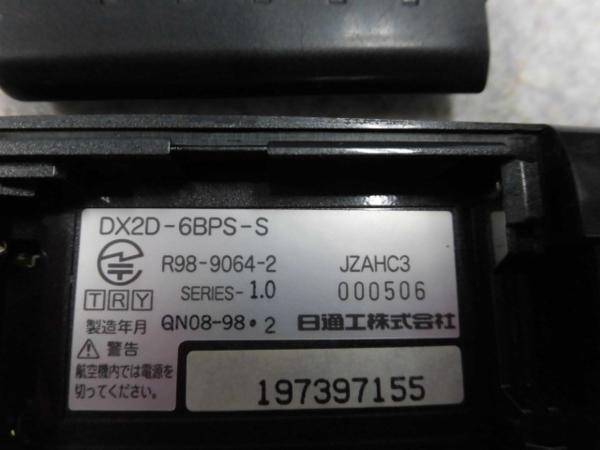 DX2D-6BPS-S
R98-9064-2 JZAHC3
TRY SERIES-1.0 000506
製造年月 QN08-98・2 日通工株式会社
警告
航空機内では電源を
切ってください。
197397155